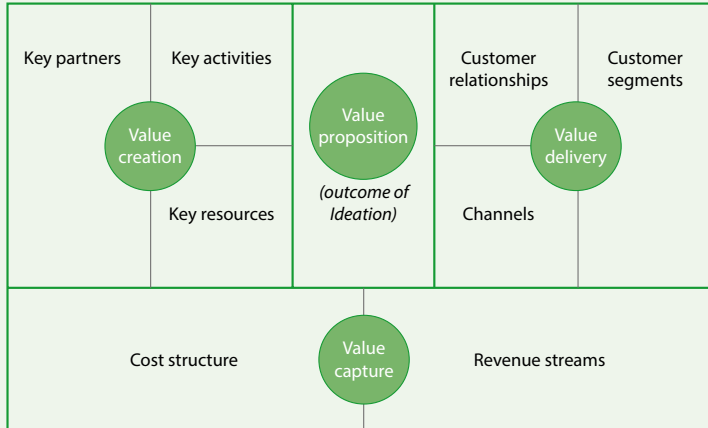 Key partners
Key activities
Value
creation
Key resources
Value
proposition
(outcome of
Ideation)
Customer
relationships
Customer
segments
Value
delivery
Channels
Cost structure
Value
capture
Revenue streams